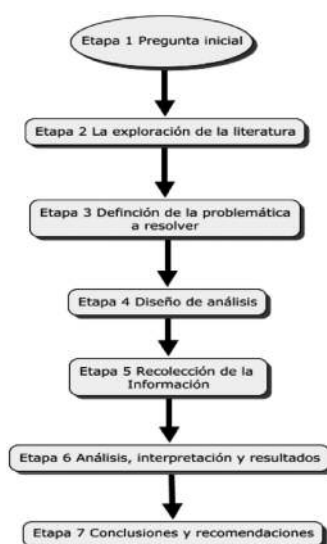 Etapa 1 Pregunta inicial
Etapa 2 La exploración de la literatura
Etapa 3 Definción de la problemática
a resolver
Etapa 4 Diseño de análisis
Etapa 5 Recolección de la
Información
Etapa 6 Análisis, interpretación y resultados
Etapa 7 Conclusiones y recomendaciones